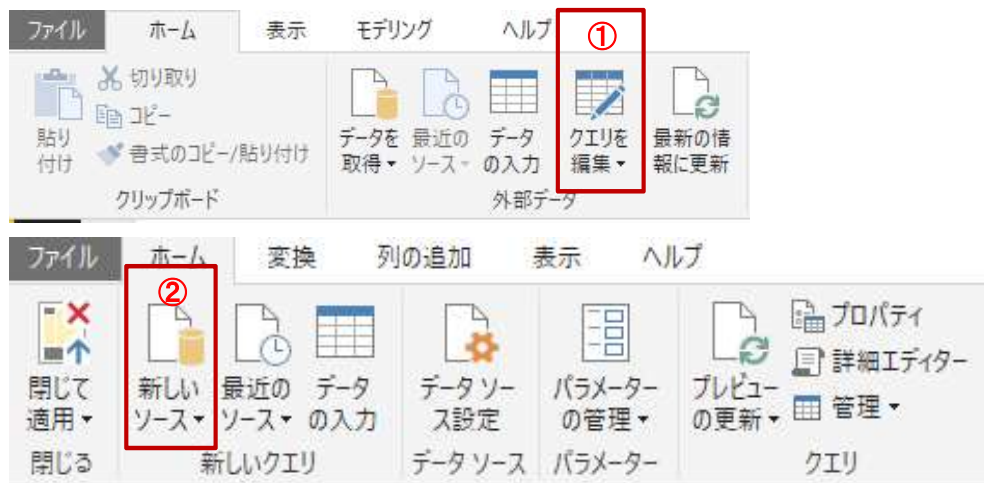 ファイル ホーム 表示 モデリング ヘルプ
①
切り取り
コピー
書式のコピー/貼り付け
貼り
付け
データを
取得
最近の
ソース
データ
の入力
クエリを
編集
最新の情
報に更新
クリップボード 外部データ
ファイル ホーム 変換 列の追加 表示 ヘルプ
②
閉じて
適用
新しい
ソース
最近の
ソース
データ
の入力
データ ソー
ス設定
パラメーター
の管理
プレビュー
の更新
プロパティ
詳細エディター
管理
閉じる 新しいクエリ データ ソース パラメーター クエリ